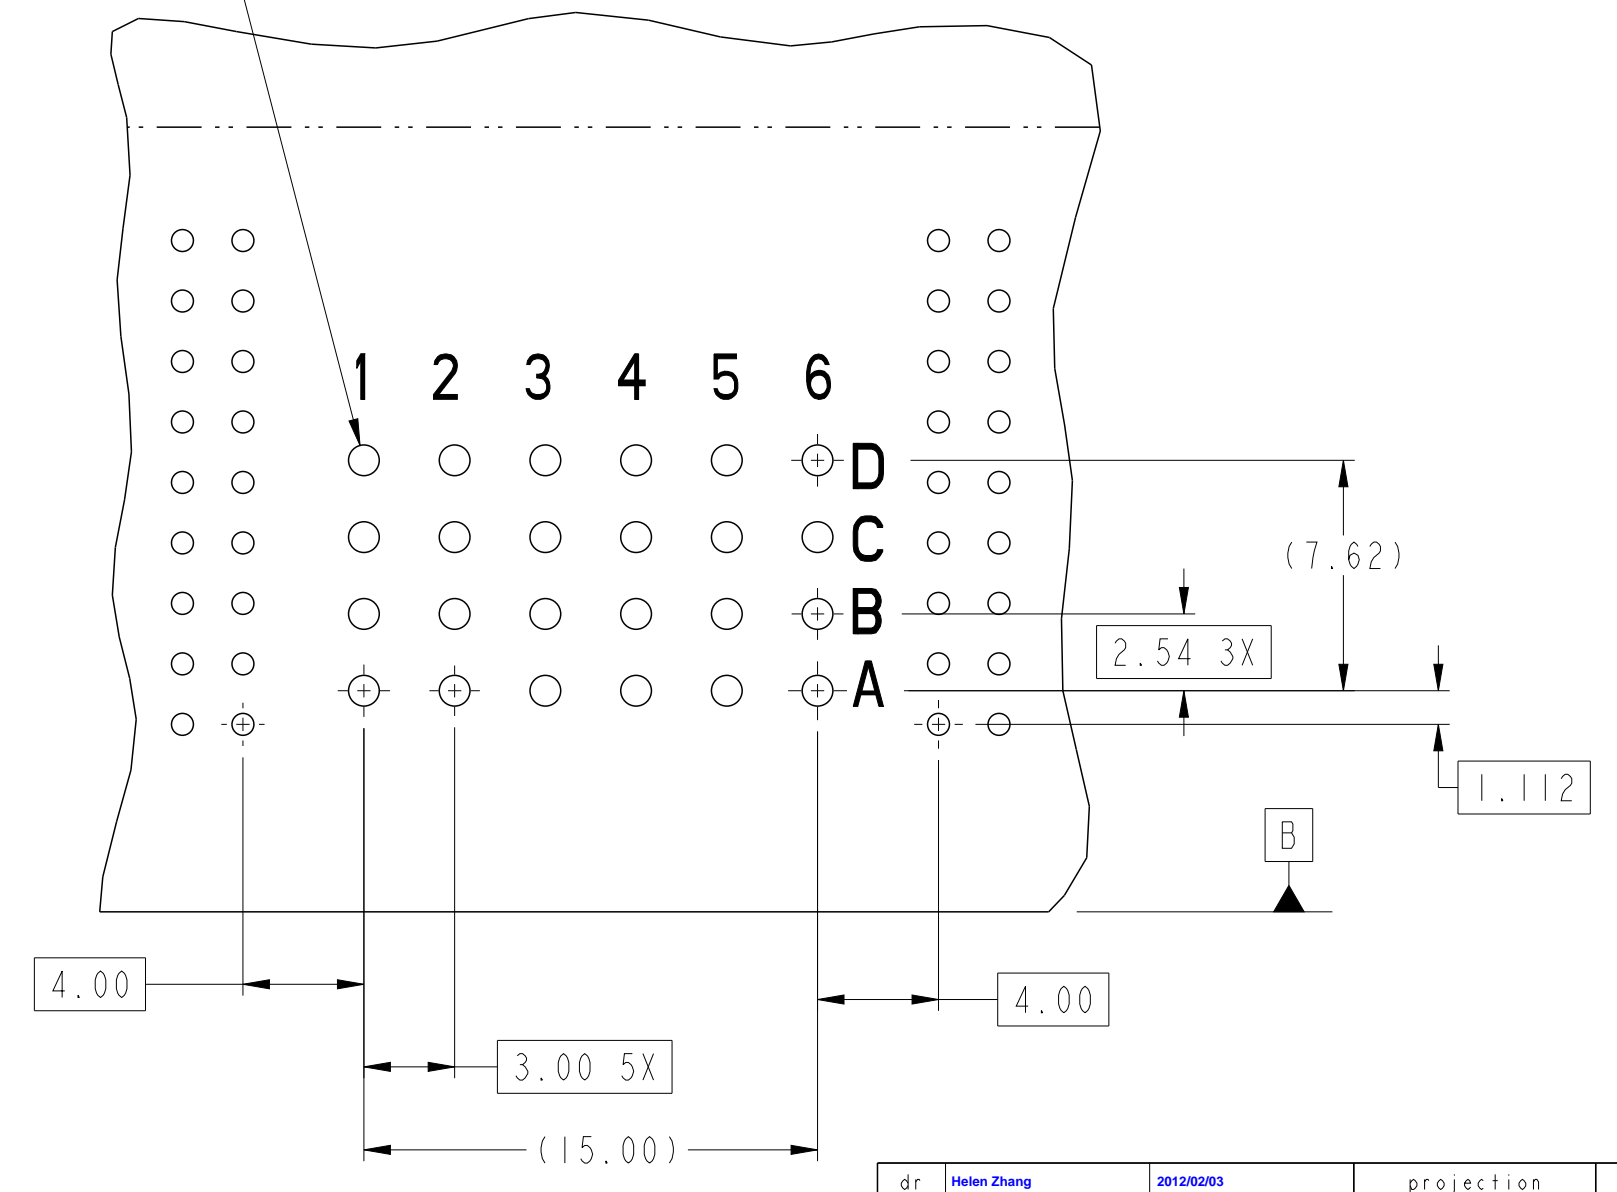 1 2 3 4 5 6
D
C
(7.62)
B
2.54 3X
A
1.112
B
4.00
4.00
3.00 5X
(15.00)
dr Helen Zhang 2012/02/03 projection